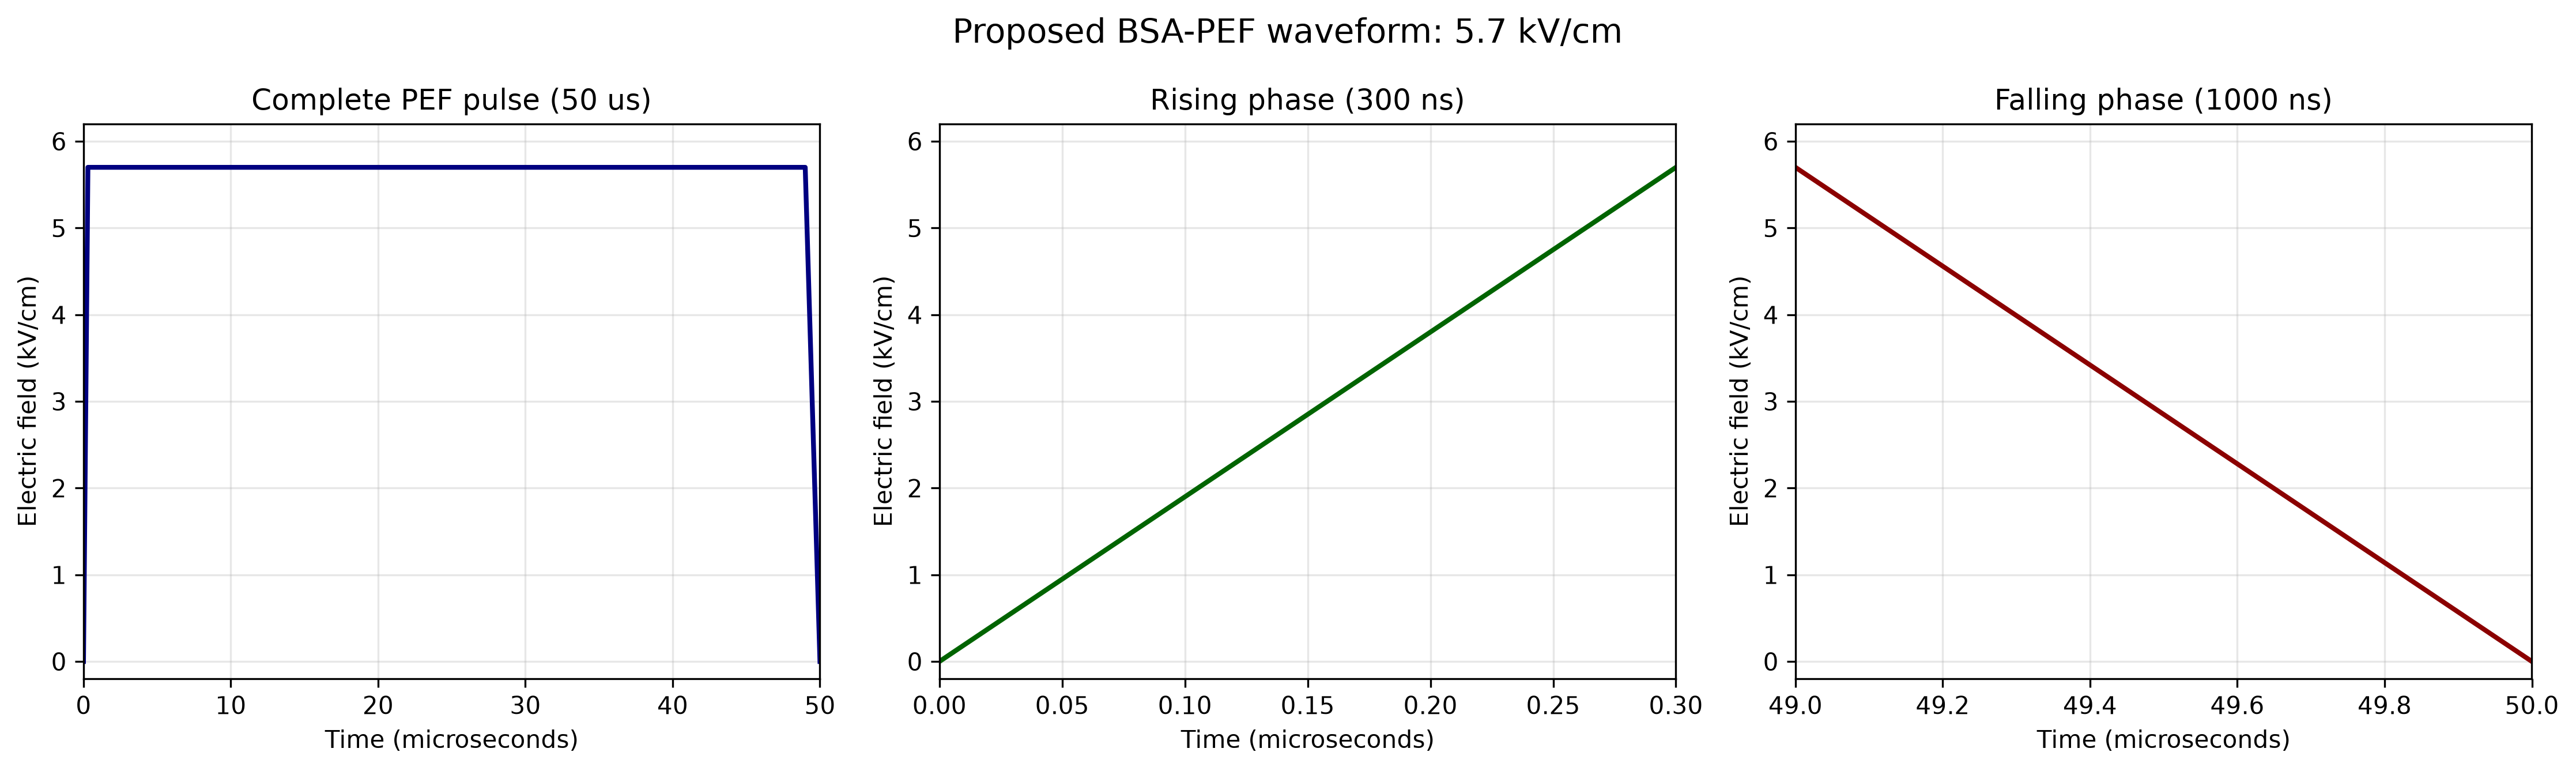 Proposed BSA-PEF waveform: 5.7 kV/cm
Complete PEF pulse (50 us)
Electric field (kV/cm)
6
5
4
3
2
1
0
0 10 20 30 40 50
Time (microseconds)
Rising phase (300 ns)
Electric field (kV/cm)
6
5
4
3
2
1
0
0.00 0.05 0.10 0.15 0.20 0.25 0.30
Time (microseconds)
Falling phase (1000 ns)
Electric field (kV/cm)
6
5
4
3
2
1
0
49.0 49.2 49.4 49.6 49.8 50.0
Time (microseconds)